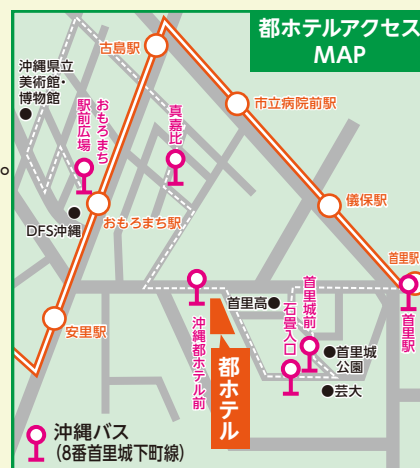 都ホテルアクセス
MAP
古島駅
沖縄県立
美術館・
博物館
おもろまち
駅前広場
真嘉比
市立病院前駅
DFS沖縄
おもろまち駅
儀保駅
首里駅
安里駅
沖縄都ホテル前
首里高
首里城前
石畳入口
首里駅
首里城
公園
芸大
都ホテル
沖縄バス
(8番首里城下町線)